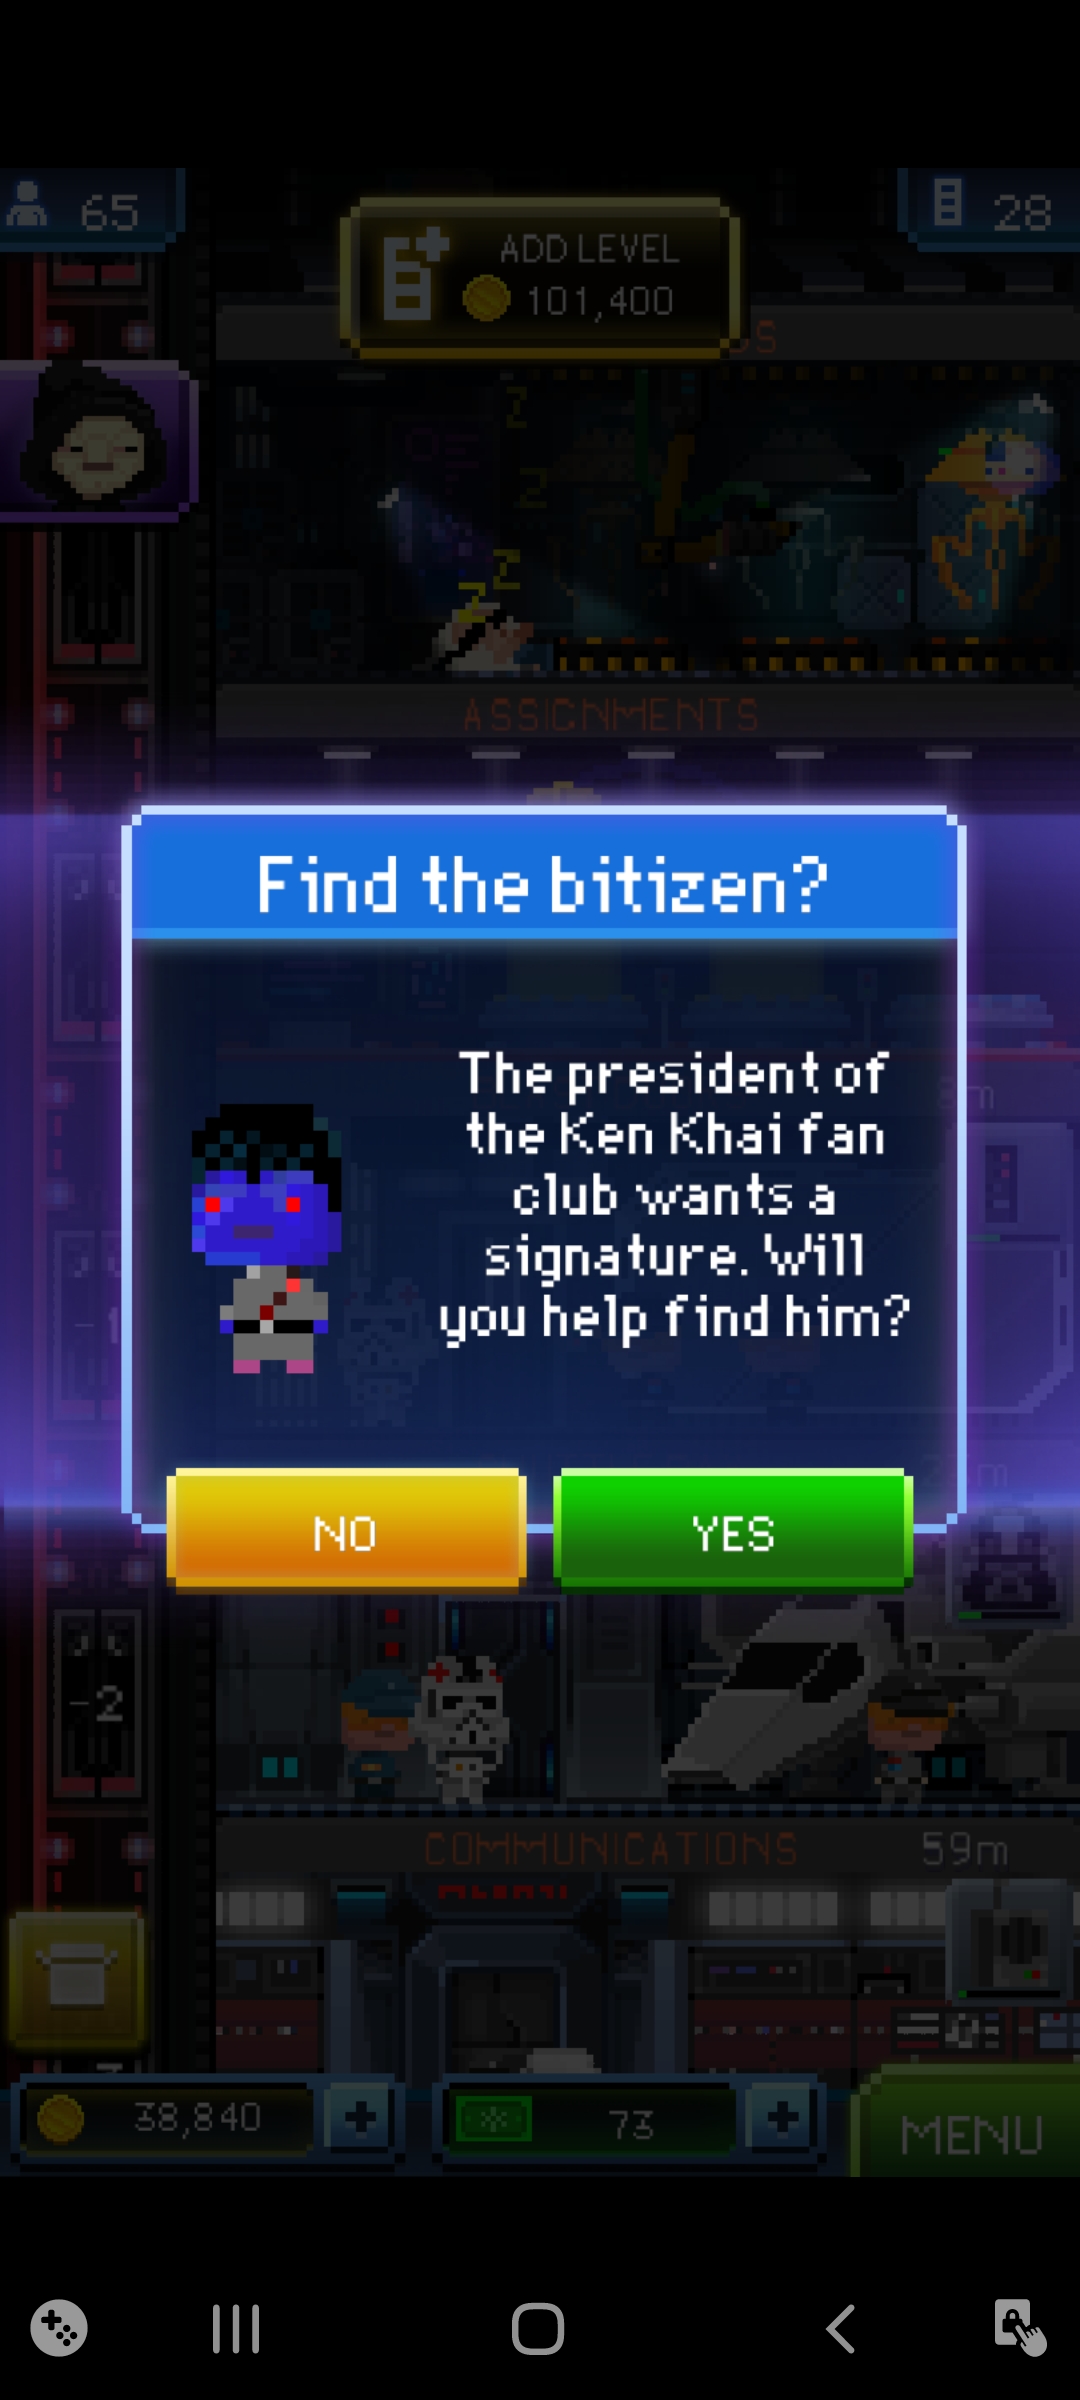 65
ADD LEVEL
101,400
28
ASSIGNMENTS
Find the bitizen?
The president of
the Ken Khai fan
club wants a
signature. Will
you help find him?
NO
YES
-2
COMMUNICATIONS
59m
38,840
73
MENU